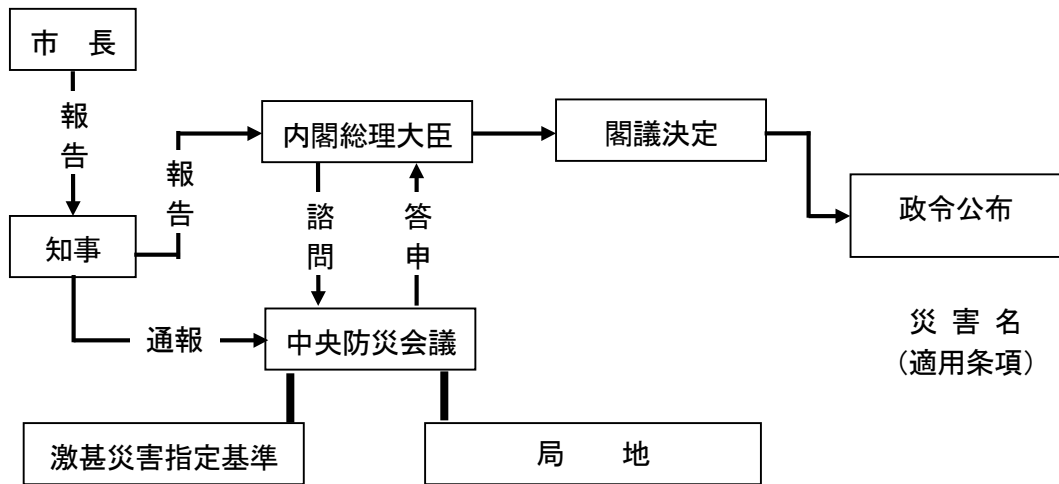 市　長
報告
報告
内閣総理大臣
閣議決定
諮問
答申
知事
政令公布
通報
中央防災会議
災 害 名
（適用条項）
激甚災害指定基準
局　　地